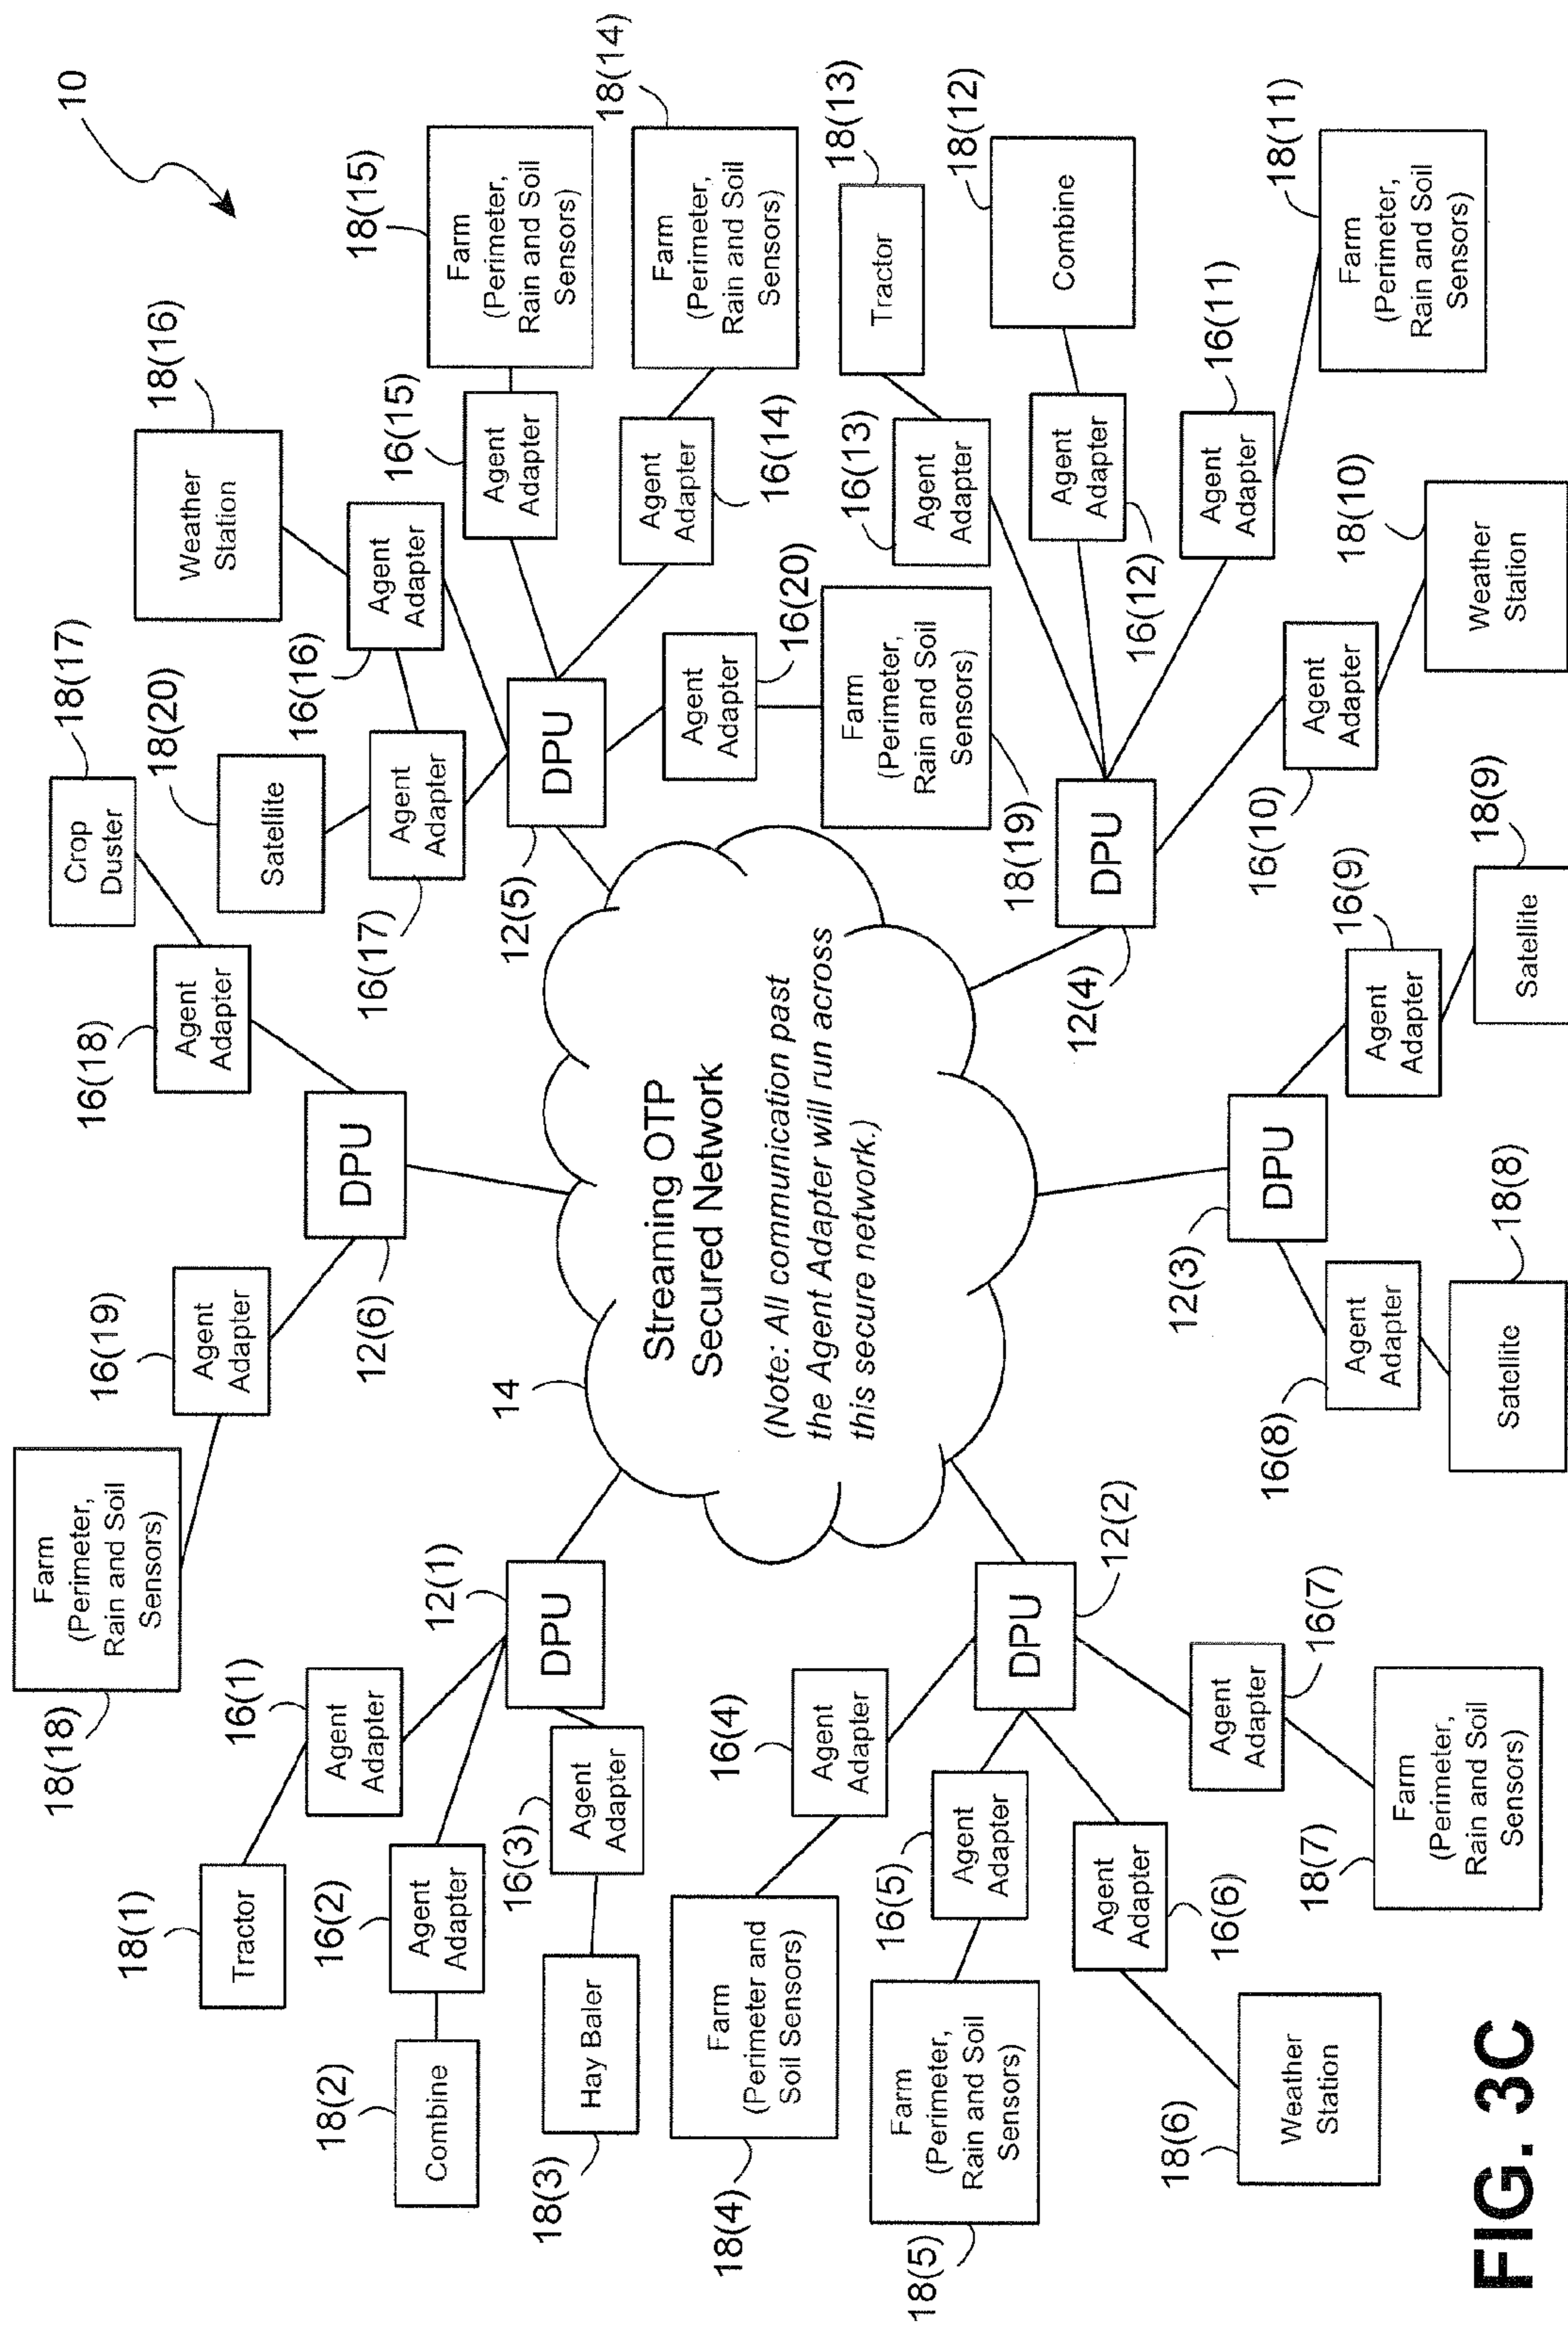 10
18(18)
Farm
(Perimeter,
Rain and Soil
Sensors)
16(19)
Agent
Adapter
16(18)
Agent
Adapter
18(17)
Crop
Duster
18(20)
Satellite
16(17)
Agent
Adapter
18(16)
Weather
Station
16(16)
Agent
Adapter
12(6)
DPU
18(1)
Tractor
16(1)
Agent
Adapter
18(2)
Combine
16(2)
Agent
Adapter
18(3)
Hay Baler
16(3)
Agent
Adapter
12(1)
DPU
12(5)
DPU
16(15)
Agent
Adapter
18(15)
Farm
(Perimeter,
Rain and Soil
Sensors)
16(14)
Agent
Adapter
18(14)
Farm
(Perimeter,
Rain and Soil
Sensors)
16(20)
Agent
Adapter
18(19)
Farm
(Perimeter,
Rain and Soil
Sensors)
14
Streaming OTP
Secured Network
(Note: All communication past
the Agent Adapter will run across
this secure network.)
18(4)
Farm
(Perimeter and
Soil Sensors)
16(4)
Agent
Adapter
18(5)
Farm
(Perimeter,
Rain and Soil
Sensors)
16(5)
Agent
Adapter
12(2)
DPU
18(6)
Weather
Station
16(6)
Agent
Adapter
18(7)
Farm
(Perimeter,
Rain and Soil
Sensors)
16(7)
Agent
Adapter
12(3)
DPU
16(8)
Agent
Adapter
18(8)
Satellite
16(9)
Agent
Adapter
18(9)
Satellite
12(4)
DPU
16(13)
Agent
Adapter
18(13)
Tractor
16(12)
Agent
Adapter
18(12)
Combine
16(11)
Agent
Adapter
18(11)
Farm
(Perimeter,
Rain and Soil
Sensors)
16(10)
Agent
Adapter
18(10)
Weather
Station
FIG. 3C